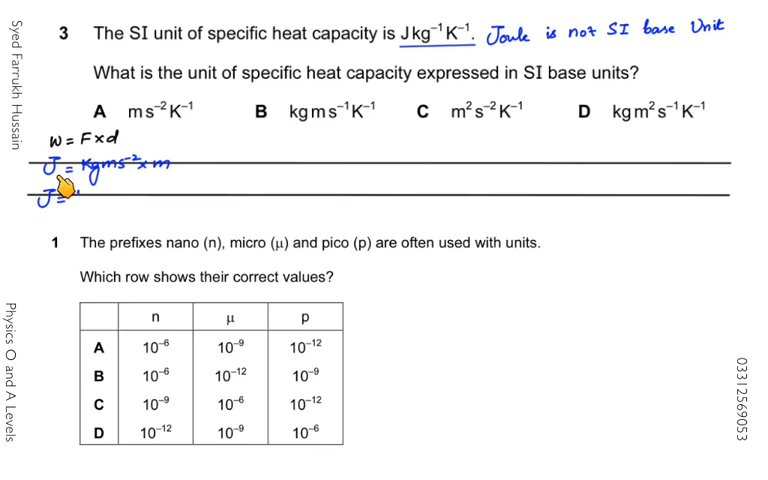 3 The SI unit of specific heat capacity is J kg⁻¹ K⁻¹. Joule is not SI base Unit
What is the unit of specific heat capacity expressed in SI base units?
A m s⁻² K⁻¹ B kg m s⁻¹ K⁻¹ C m² s⁻² K⁻¹ D kg m² s⁻¹ K⁻¹
W = F x d
J = Kgms⁻² x m
J =
1 The prefixes nano (n), micro (μ) and pico (p) are often used with units.
Which row shows their correct values?
n μ p
A 10⁻⁶ 10⁻⁹ 10⁻¹²
B 10⁻⁶ 10⁻¹² 10⁻⁹
C 10⁻⁹ 10⁻⁶ 10⁻¹²
D 10⁻¹² 10⁻⁹ 10⁻⁶
Syed Farrukh Hussain
Physics O and A Levels
03312569053